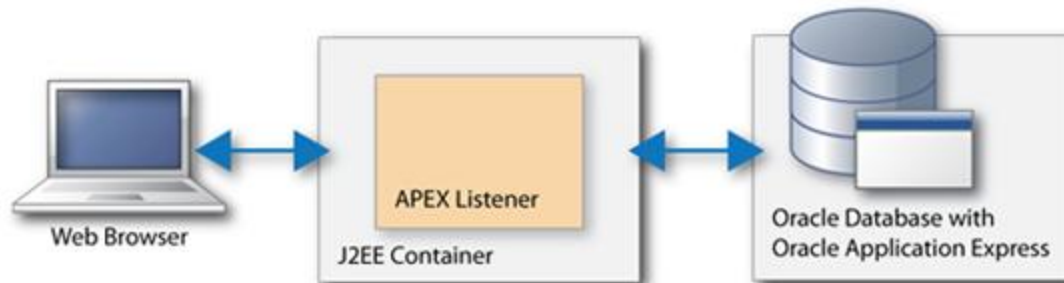 Web Browser
APEX Listener
J2EE Container
Oracle Database with
Oracle Application Express